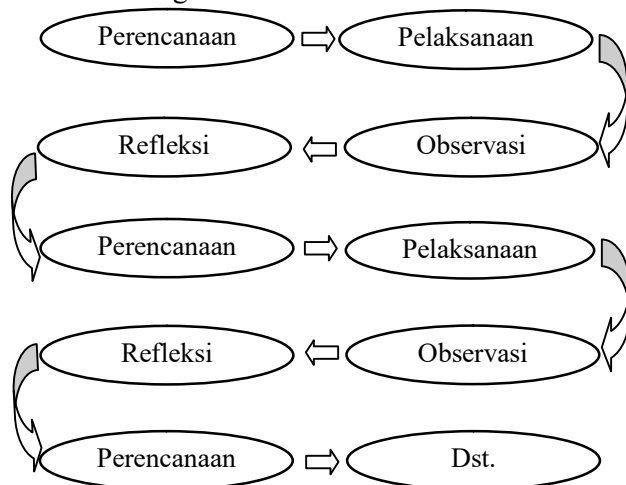 Perencanaan Pelaksanaan
Refleksi Observasi
Perencanaan Pelaksanaan
Refleksi Observasi
Perencanaan Dst.